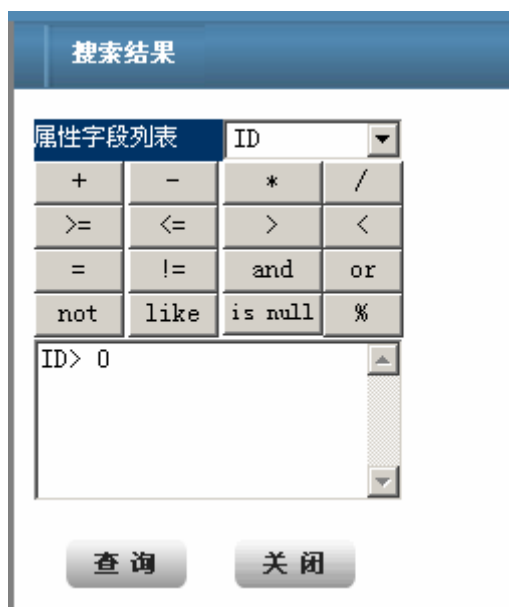 搜索结果
属性字段列表 ID
+ - * /
>= <= > <
= != and or
not like is null %
ID> 0
查 询 关 闭